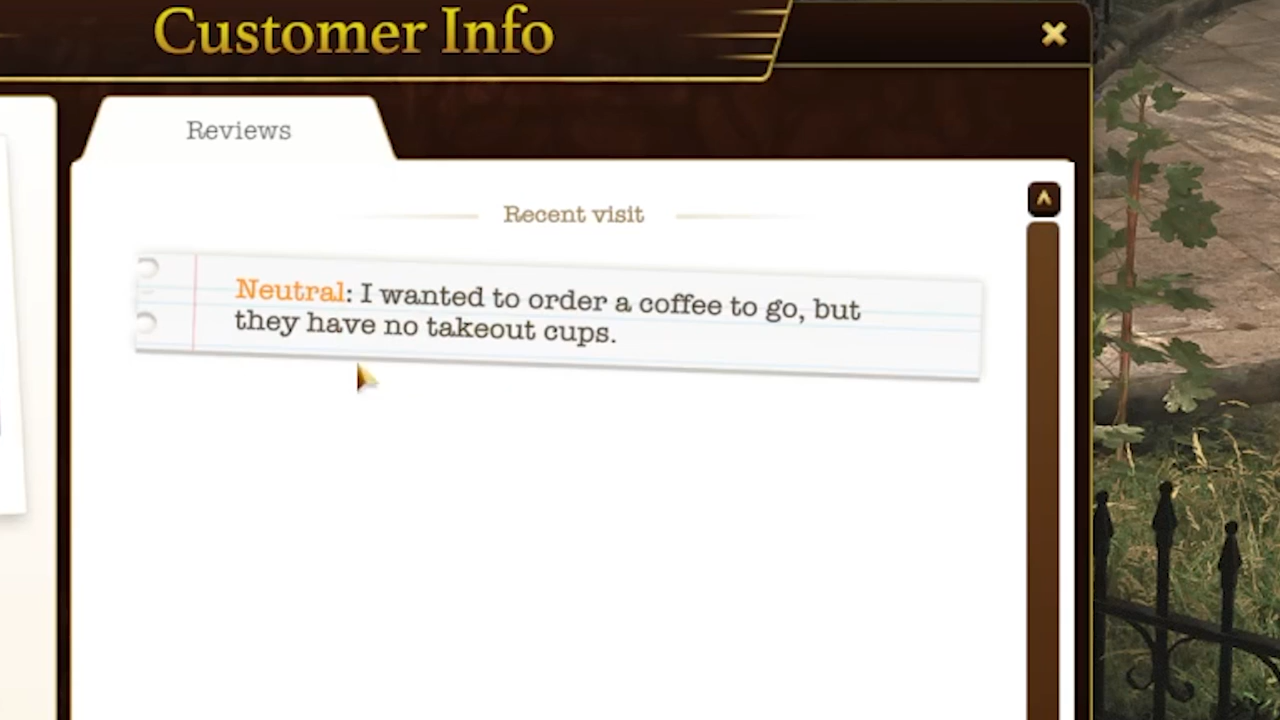 Customer Info
Reviews
Recent visit
Neutral: I wanted to order a coffee to go, but
they have no takeout cups.